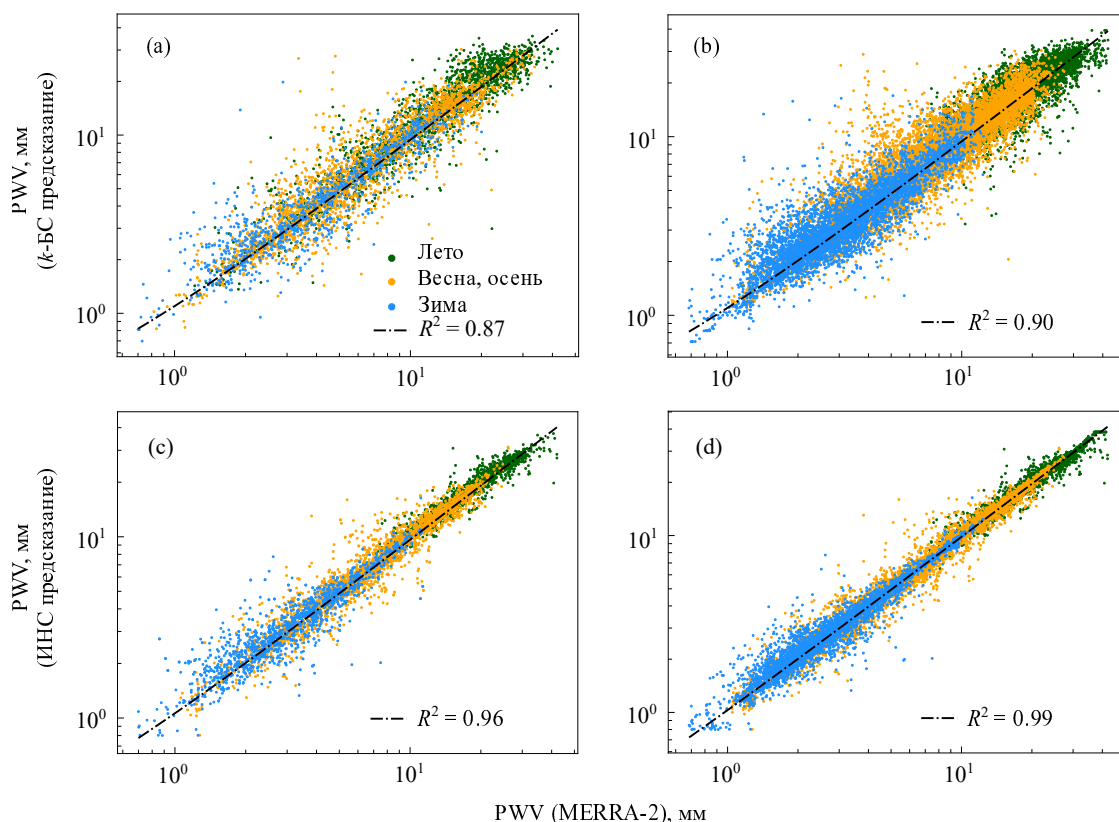 (a)
(b)
10¹
10⁰
PWV, мм
(k-БС предсказание)
Лето
Весна, осень
Зима
R² = 0.87
10⁰
10¹
10¹
10⁰
R² = 0.90
10⁰
10¹
(c)
(d)
10¹
10⁰
PWV, мм
(ИНС предсказание)
R² = 0.96
10⁰
10¹
10¹
10⁰
R² = 0.99
10⁰
10¹
PWV (MERRA-2), мм